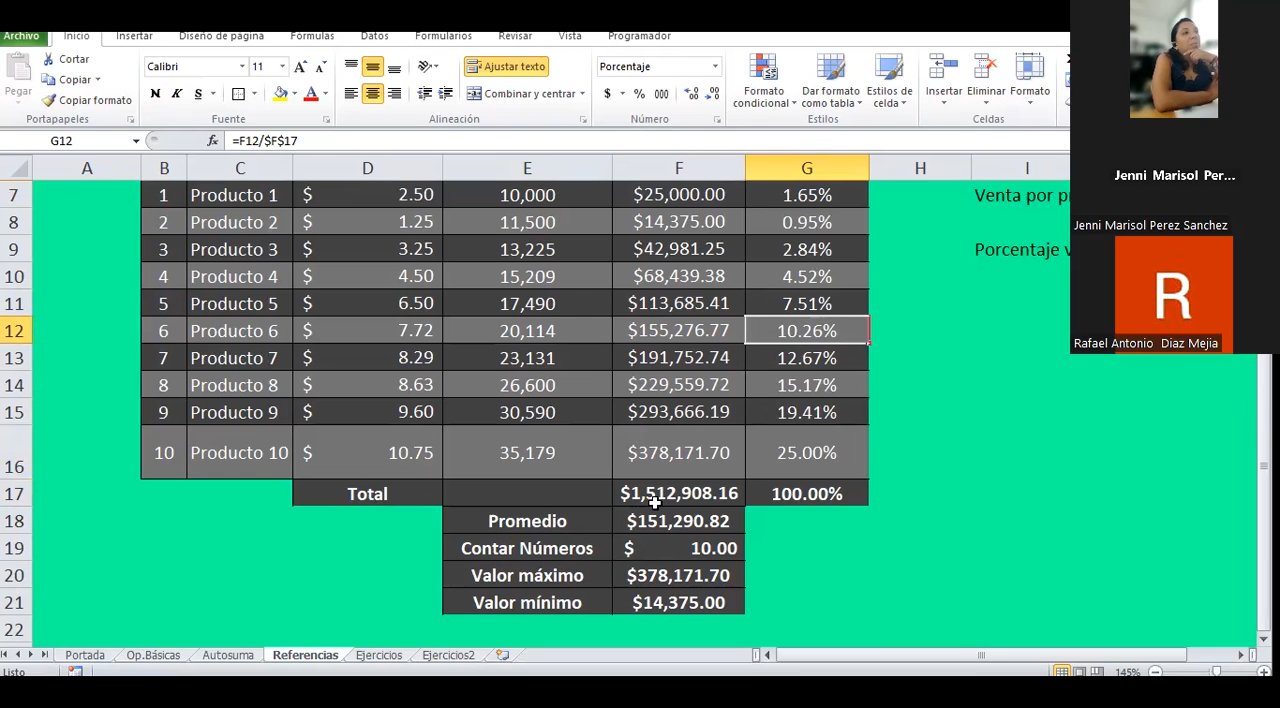 Archivo Inicio Insertar Diseño de página Fórmulas Datos Formularios Revisar Vista Programador
Cortar
Copiar
Copiar formato
Pegar
Portapapeles
Calibri 11
N K S
Fuente
Ajustar texto
Combinar y centrar
Alineación
Porcentaje
$ % 000
Número
Formato condicional
Dar formato como tabla
Estilos de celda
Estilos
Insertar Eliminar Formato
Celdas
G12 fx =F12/$F$17
A B C D E F G H I
7 1 Producto 1 $ 2.50 10,000 $25,000.00 1.65% Venta por
8 2 Producto 2 $ 1.25 11,500 $14,375.00 0.95%
9 3 Producto 3 $ 3.25 13,225 $42,981.25 2.84% Porcentaje
10 4 Producto 4 $ 4.50 15,209 $68,439.38 4.52%
11 5 Producto 5 $ 6.50 17,490 $113,685.41 7.51%
12 6 Producto 6 $ 7.72 20,114 $155,276.77 10.26%
13 7 Producto 7 $ 8.29 23,131 $191,752.74 12.67%
14 8 Producto 8 $ 8.63 26,600 $229,559.72 15.17%
15 9 Producto 9 $ 9.60 30,590 $293,666.19 19.41%
16 10 Producto 10 $ 10.75 35,179 $378,171.70 25.00%
17 Total $1,512,908.16 100.00%
18 Promedio $151,290.82
19 Contar Números $ 10.00
20 Valor máximo $378,171.70
21 Valor mínimo $14,375.00
22
Portada Op.Básicas Autosuma Referencias Ejercicios Ejercicios2
Listo 145%
Jenni Marisol Per...
Jenni Marisol Perez Sanchez
R
Rafael Antonio Diaz Mejia